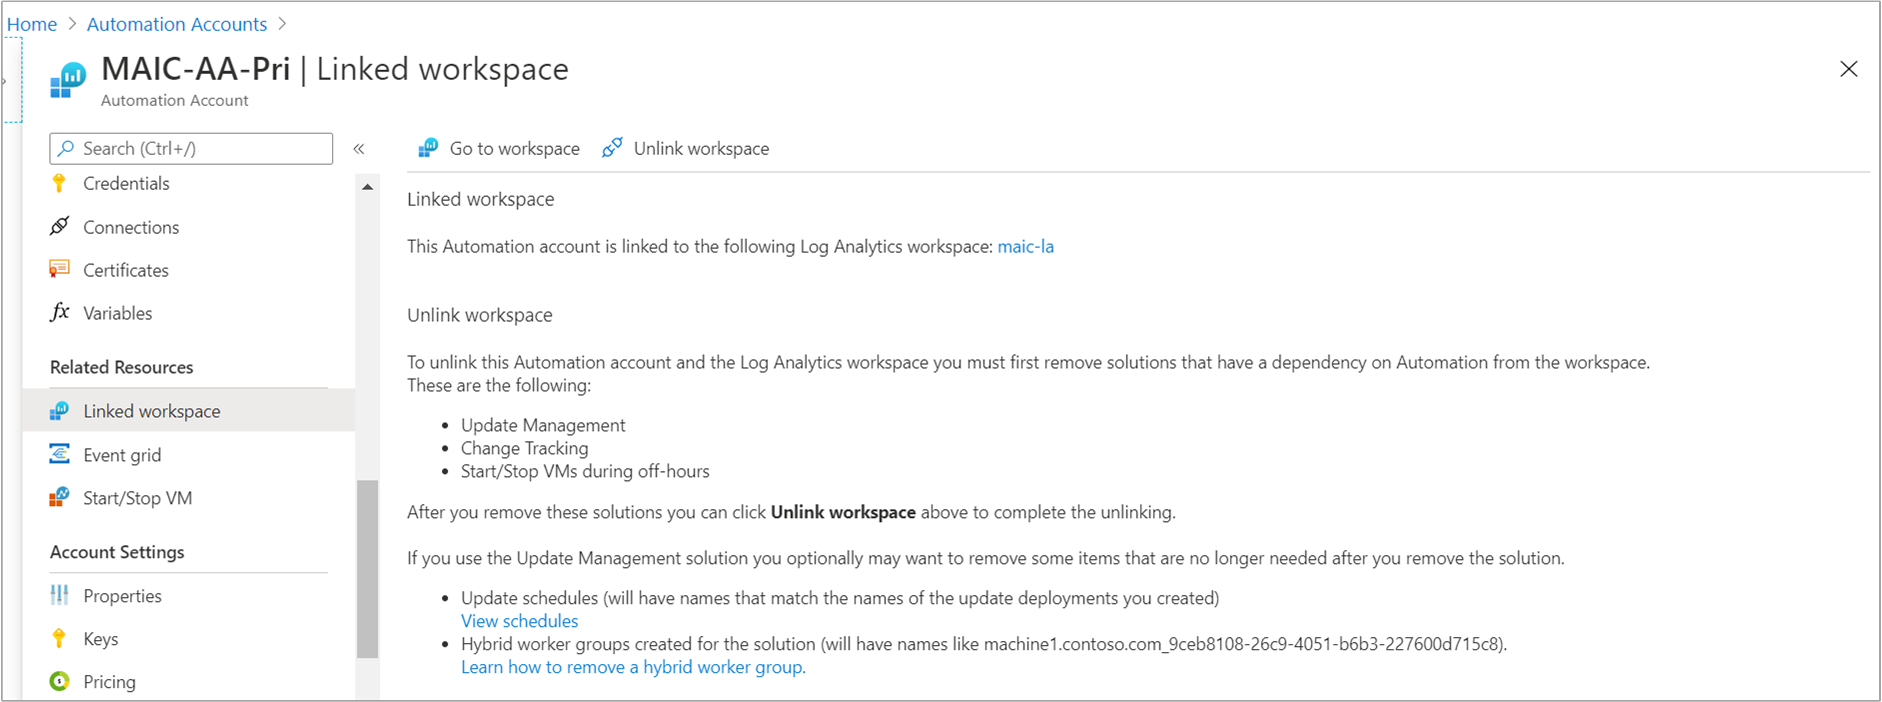 Home > Automation Accounts >
MAIC-AA-Pri | Linked workspace
Automation Account
Search (Ctrl+/)
«
Credentials
Connections
Certificates
fx Variables
Related Resources
Linked workspace
Event grid
Start/Stop VM
Account Settings
Properties
Keys
Pricing
Go to workspace
Unlink workspace
Linked workspace
This Automation account is linked to the following Log Analytics workspace: maic-la
Unlink workspace
To unlink this Automation account and the Log Analytics workspace you must first remove solutions that have a dependency on Automation from the workspace.
These are the following:
• Update Management
• Change Tracking
• Start/Stop VMs during off-hours
After you remove these solutions you can click Unlink workspace above to complete the unlinking.
If you use the Update Management solution you optionally may want to remove some items that are no longer needed after you remove the solution.
• Update schedules (will have names that match the names of the update deployments you created)
View schedules
• Hybrid worker groups created for the solution (will have names like machine1.contoso.com_9ceb8108-26c9-4051-b6b3-227600d715c8).
Learn how to remove a hybrid worker group.